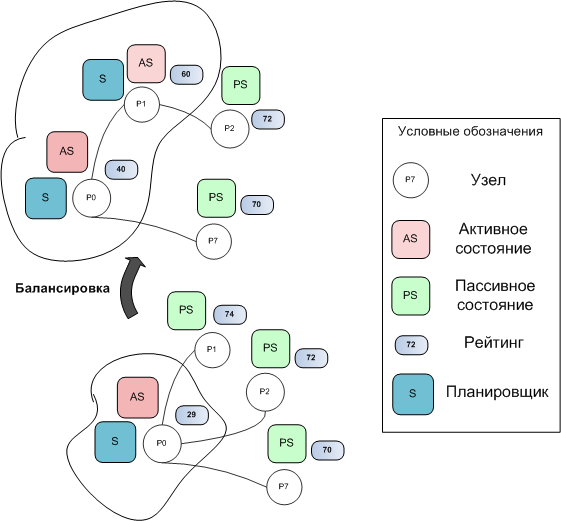 AS
60
S
PS
P1
72
P2
AS
40
PS
S
P0
70
P7
Балансировка
PS
74
P1
PS
72
AS
P2
29
S
P0
PS
70
P7
Условные обозначения
P7
Узел
AS
Активное
состояние
PS
Пассивное
состояние
72
Рейтинг
S
Планировщик